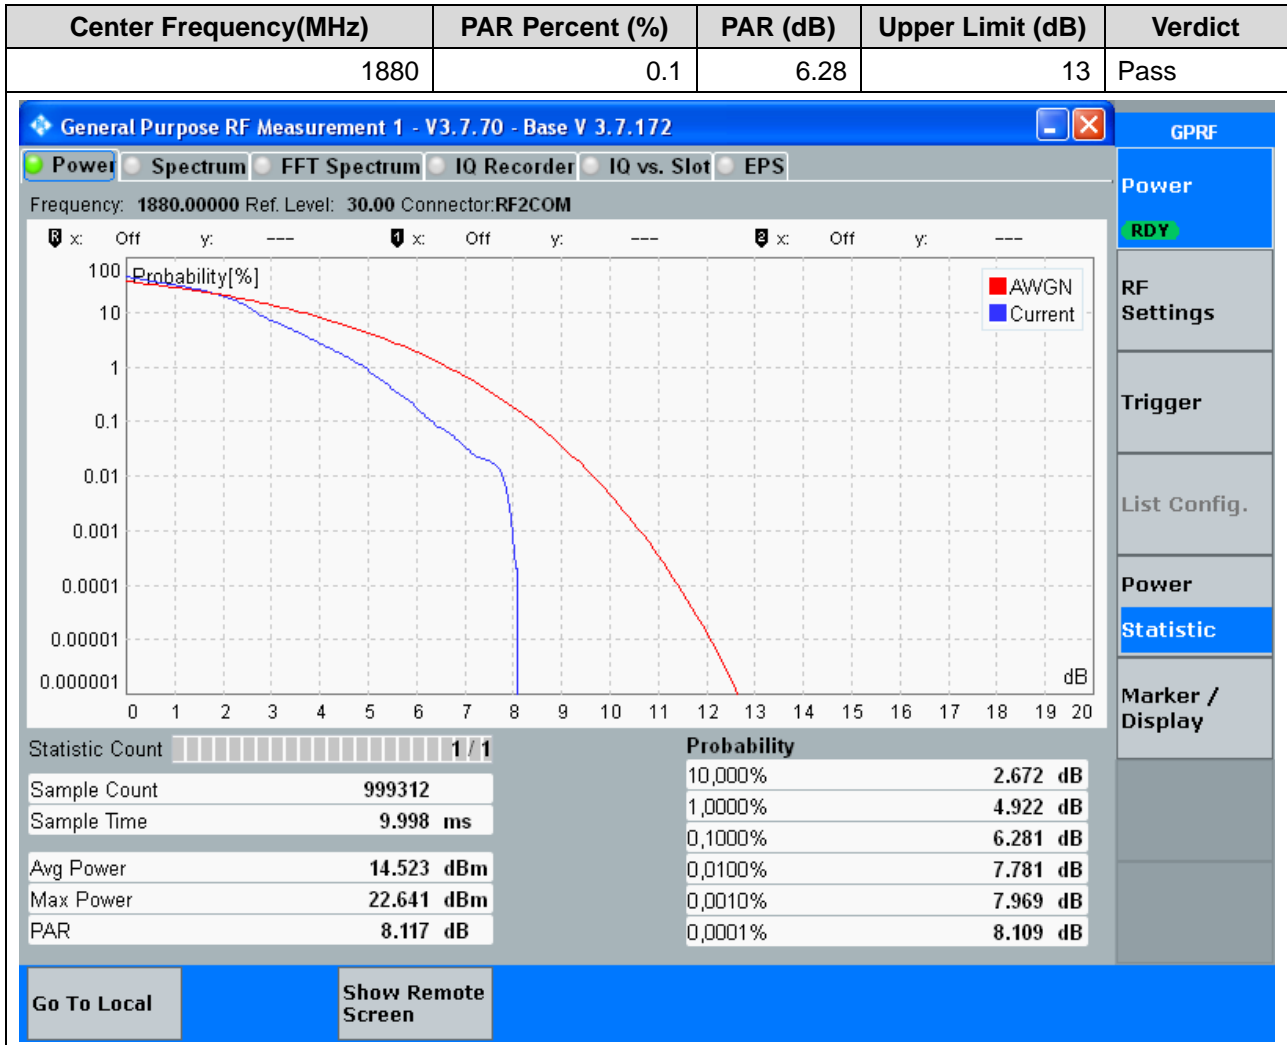 Center Frequency(MHz) PAR Percent (%) PAR (dB) Upper Limit (dB) Verdict
1880 0.1 6.28 13 Pass
General Purpose RF Measurement 1 - V3.7.70 - Base V 3.7.172
GPRF
Power Spectrum FFT Spectrum IQ Recorder IQ vs. Slot EPS
Frequency: 1880.00000 Ref. Level: 30.00 Connector:RF2COM
R x: Off y: --- 1 x: Off y: --- 2 x: Off y: ---
Probability[%]
AWGN
Current
100
10
1
0.1
0.01
0.001
0.0001
0.00001
0.000001
dB
0 1 2 3 4 5 6 7 8 9 10 11 12 13 14 15 16 17 18 19 20
Statistic Count 1 / 1
Sample Count 999312
Sample Time 9.998 ms
Avg Power 14.523 dBm
Max Power 22.641 dBm
PAR 8.117 dB
Probability
10,000% 2.672 dB
1,0000% 4.922 dB
0,1000% 6.281 dB
0,0100% 7.781 dB
0,0010% 7.969 dB
0,0001% 8.109 dB
Power
RDY
RF
Settings
Trigger
List Config.
Power
Statistic
Marker /
Display
Go To Local
Show Remote
Screen